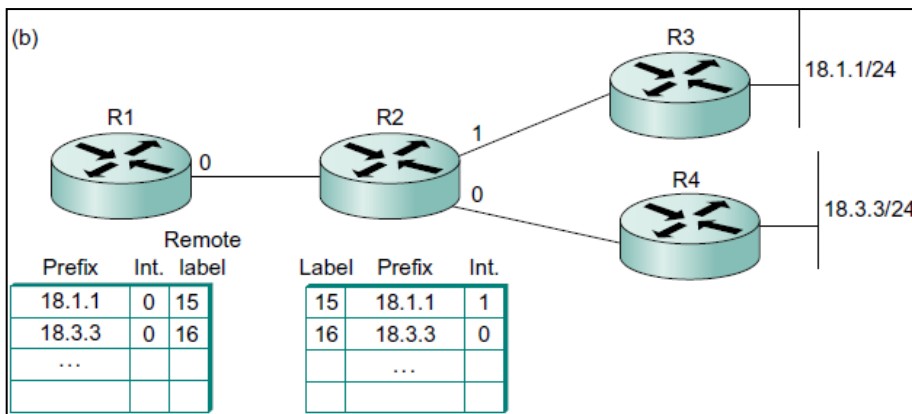 (b)
R3
18.1.1/24
R1
R2
1
0
0
R4
18.3.3/24
Remote
Prefix Int. label
18.1.1 0 15
18.3.3 0 16
...
Label Prefix Int.
15 18.1.1 1
16 18.3.3 0
...